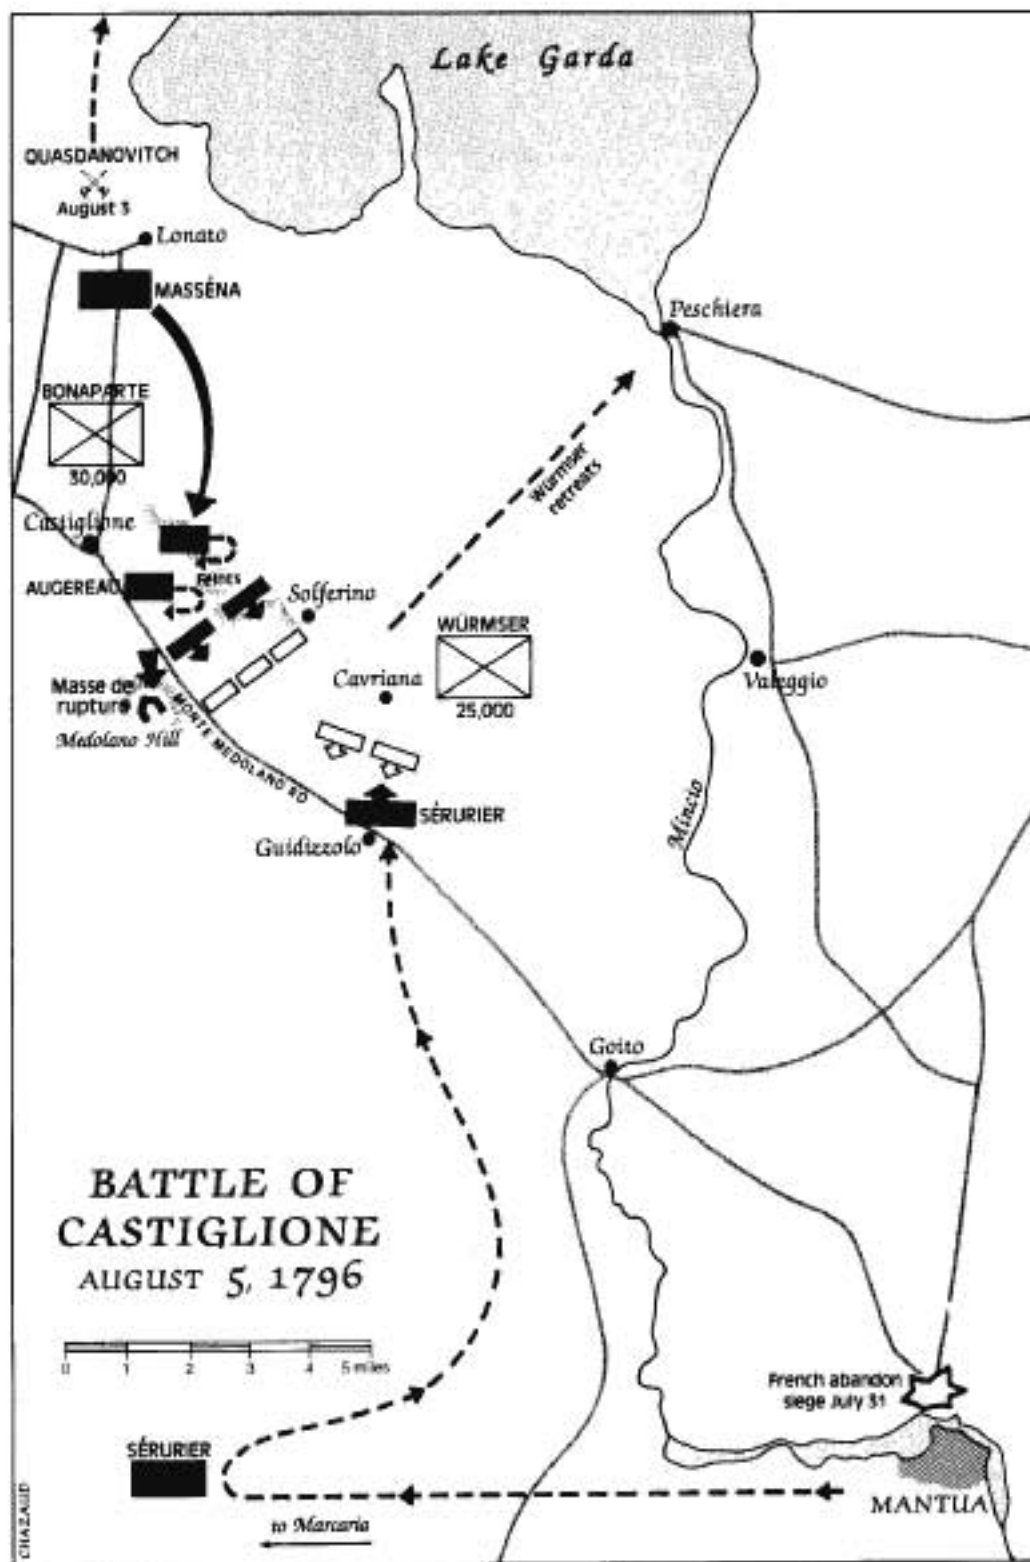 Lake Garda
QUASDANOVITCH
August 3
Lonato
MASSÉNA
Peschiera
BONAPARTE
30,000
Würmser
retreats
Castiglione
Feints
AUGEREAU
Solferino
WÜRMSER
25,000
Cavriana
Valeggio
Masse de
rupture
Medolano Hill
MONTE MEDOLANO RD
SÉRURIER
Guidizzolo
Mincio
Goito
BATTLE OF
CASTIGLIONE
AUGUST 5, 1796
0 1 2 3 4 5 miles
French abandon
siege July 31
SÉRURIER
MANTUA
to Marcaria
CHAZAUD